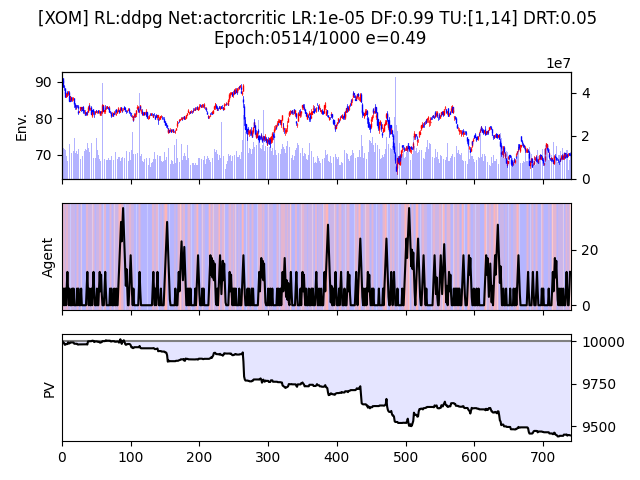 [XOM] RL:ddpg Net:actorcritic LR:1e-05 DF:0.99 TU:[1,14] DRT:0.05
Epoch:0514/1000 e=0.49
1e7
90
80
70
Env.
4
2
0
Agent
20
0
PV
10000
9750
9500
0 100 200 300 400 500 600 700